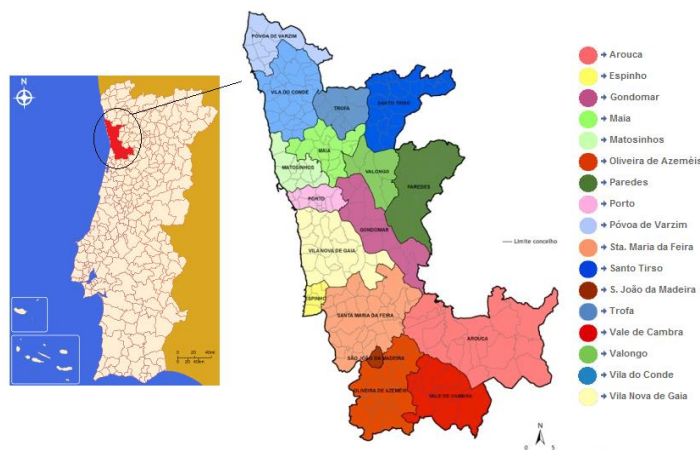 N
0 20 40km
0 20 40mi
PÓVOA DE VARZIM
VILA DO CONDE
TROFA
SANTO TIRSO
MAIA
MATOSINHOS
VALONGO
PAREDES
PORTO
GONDOMAR
VILA NOVA DE GAIA
ESPINHO
SANTA MARIA DA FEIRA
AROUCA
SÃO JOÃO DA MADEIRA
OLIVEIRA DE AZEMÉIS
VALE DE CAMBRA
Limite concelho
N
0 5
Arouca
Espinho
Gondomar
Maia
Matosinhos
Oliveira de Azeméis
Paredes
Porto
Póvoa de Varzim
Sta. Maria da Feira
Santo Tirso
S. João da Madeira
Trofa
Vale de Cambra
Valongo
Vila do Conde
Vila Nova de Gaia